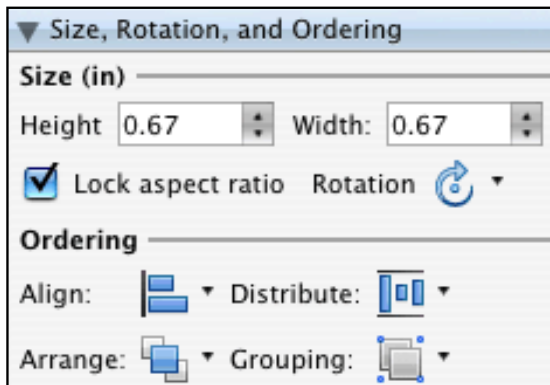 Size, Rotation, and Ordering
Size (in)
Height 0.67 Width: 0.67
Lock aspect ratio Rotation
Ordering
Align: Distribute:
Arrange: Grouping: